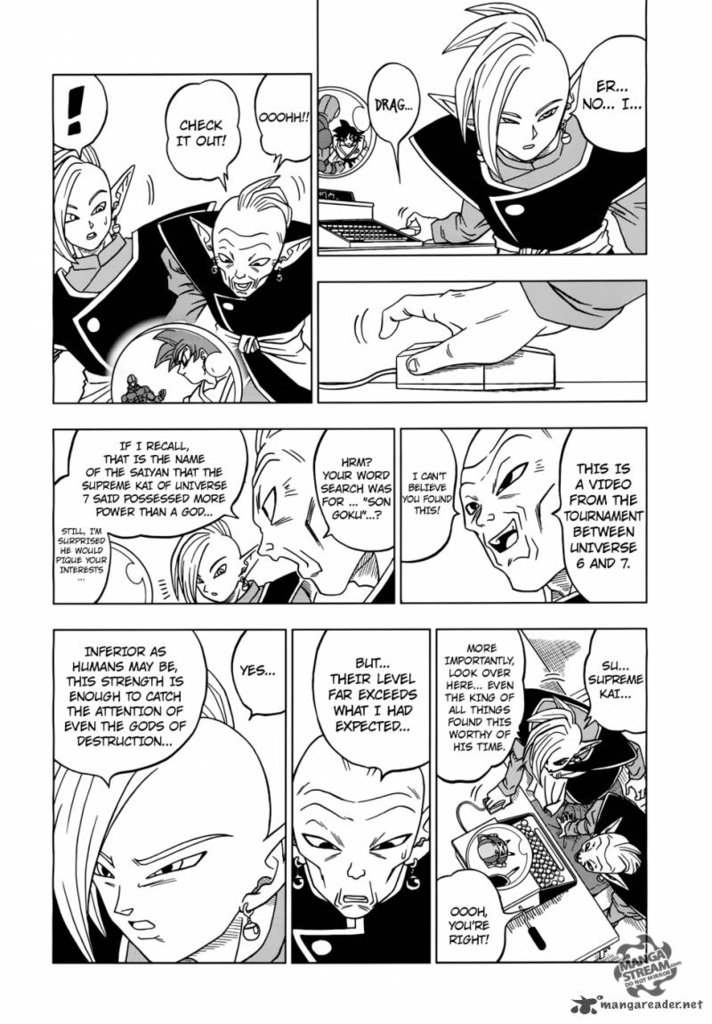 ER...
NO... I...
DRAG...
OOOHH!!
CHECK
IT OUT!
!
THIS IS
A VIDEO
FROM THE
TOURNAMENT
BETWEEN
UNIVERSE
6 AND 7.
I CAN'T
BELIEVE
YOU FOUND
THIS!
HRM?
YOUR WORD
SEARCH WAS
FOR ... "SON
GOKU"...?
IF I RECALL,
THAT IS THE NAME
OF THE SAIYAN THAT THE
SUPREME KAI OF UNIVERSE
7 SAID POSSESSED MORE
POWER THAN A GOD...
STILL, I'M
SURPRISED
HE WOULD
PIQUE YOUR
INTERESTS
...
SU...
SUPREME
KAI...
MORE
IMPORTANTLY,
LOOK OVER
HERE... EVEN
THE KING OF
ALL THINGS
FOUND THIS
WORTHY OF
HIS TIME.
OOOH,
YOU'RE
RIGHT!
BUT...
THEIR LEVEL
FAR EXCEEDS
WHAT I HAD
EXPECTED...
YES...
INFERIOR AS
HUMANS MAY BE,
THIS STRENGTH IS
ENOUGH TO CATCH
THE ATTENTION OF
EVEN THE GODS OF
DESTRUCTION...
MANGA
STREAM
DO NOT MIRROR
mangareader.net